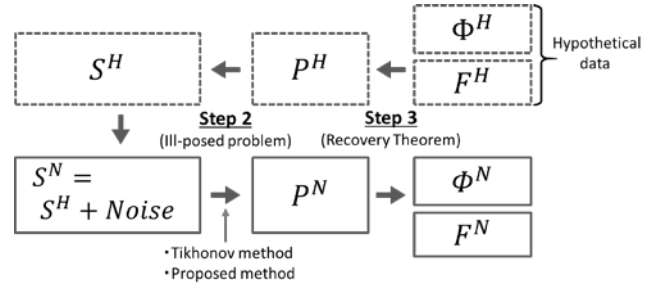 Φ^H
S^H
P^H
F^H
Hypothetical
data
Step 2
Step 3
(Ill-posed problem)
(Recovery Theorem)
S^N =
S^H + Noise
P^N
Φ^N
F^N
・Tikhonov method
・Proposed method